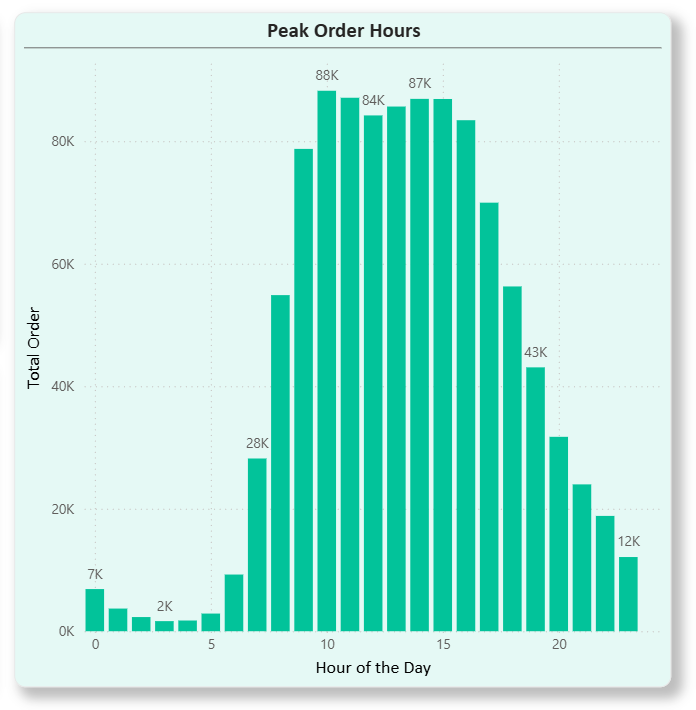 Peak Order Hours
88K
87K
84K
80K
60K
43K
40K
28K
20K
12K
7K
2K
0K
Total Order
0 5 10 15 20
Hour of the Day